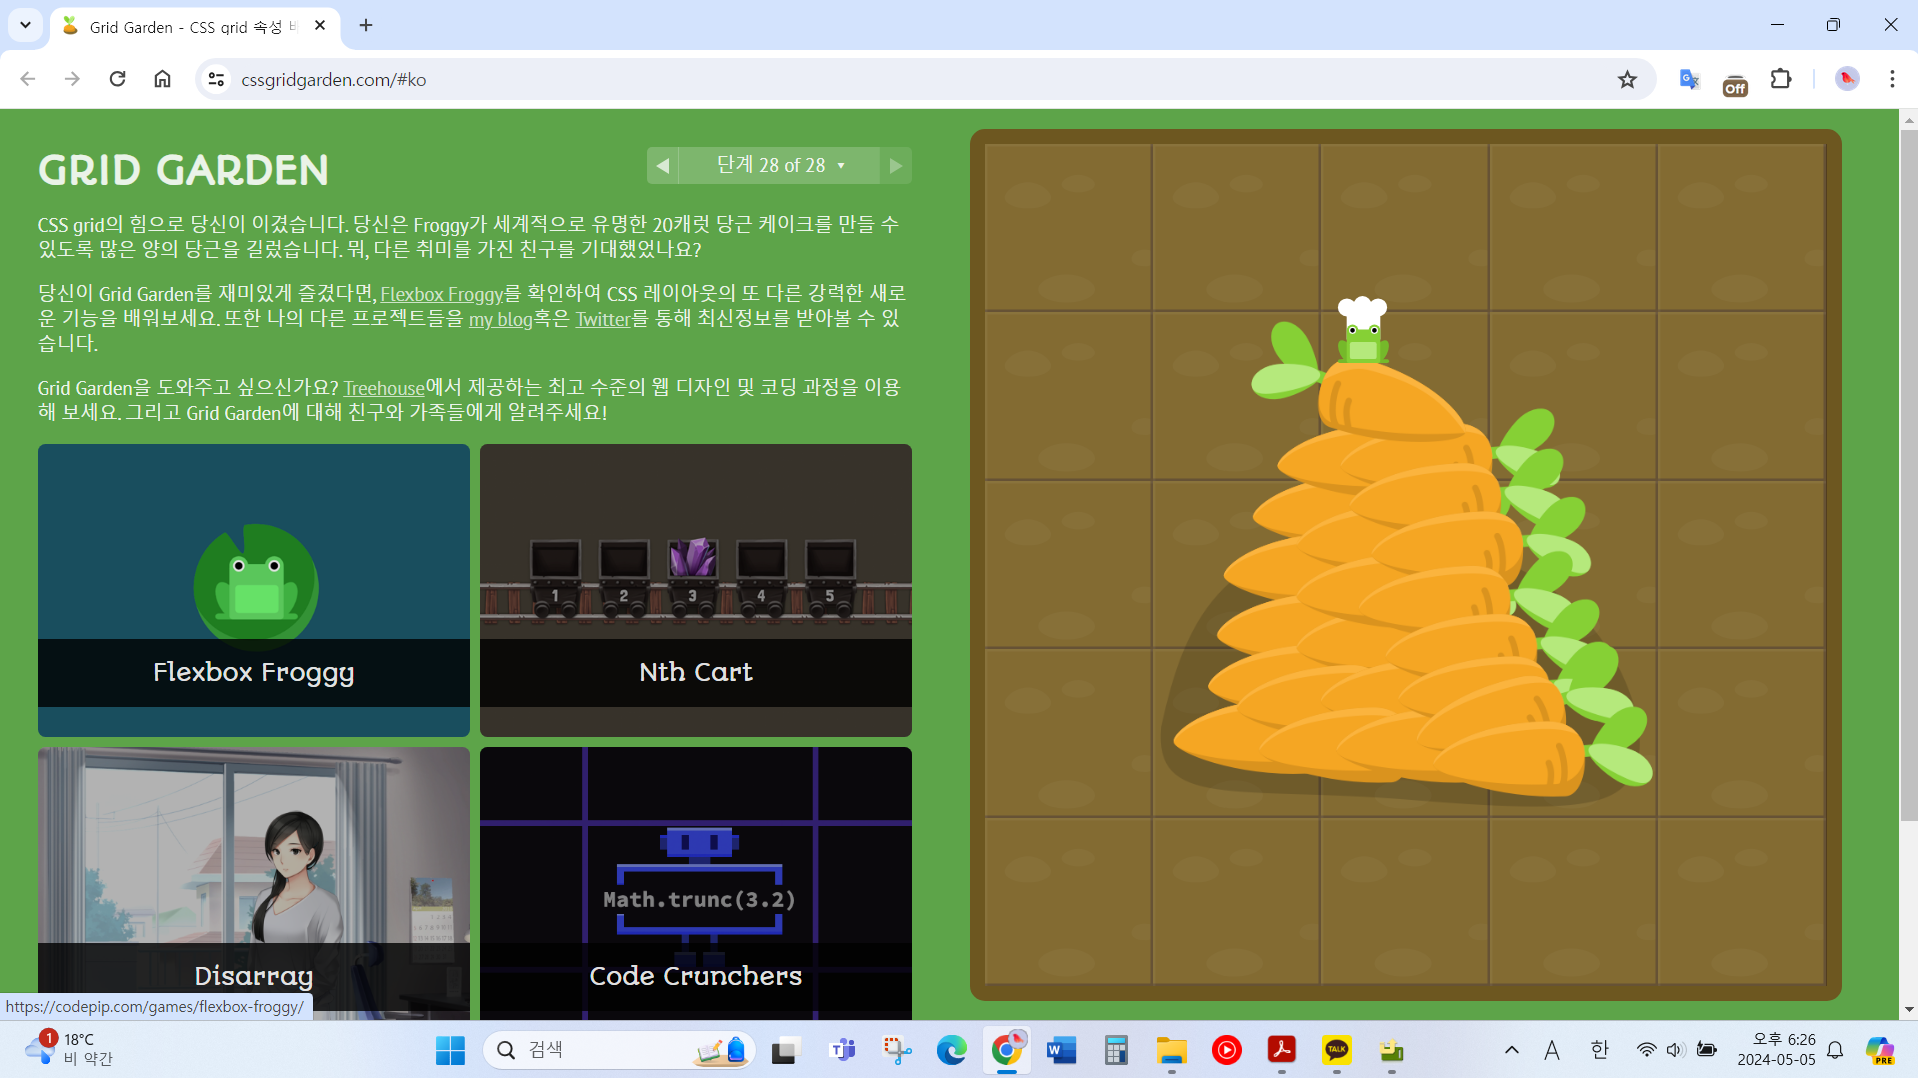 Grid Garden - CSS grid 속성
cssgridgarden.com/#ko
Off
GRID GARDEN
단계 28 of 28
CSS grid의 힘으로 당신이 이겼습니다. 당신은 Froggy가 세계적으로 유명한 20캐럿 당근 케이크를 만들 수
있도록 많은 양의 당근을 길렀습니다. 뭐, 다른 취미를 가진 친구를 기대했었나요?
당신이 Grid Garden를 재미있게 즐겼다면, Flexbox Froggy를 확인하여 CSS 레이아웃의 또 다른 강력한 새로
운 기능을 배워보세요. 또한 나의 다른 프로젝트들을 my blog혹은 Twitter를 통해 최신정보를 받아볼 수 있
습니다.
Grid Garden을 도와주고 싶으신가요? Treehouse에서 제공하는 최고 수준의 웹 디자인 및 코딩 과정을 이용
해 보세요. 그리고 Grid Garden에 대해 친구와 가족들에게 알려주세요!
1 2 3 4 5
Flexbox Froggy
Nth Cart
Math.trunc(3.2)
Disarray
Code Crunchers
https://codepip.com/games/flexbox-froggy/
1
18°C
비 약간
검색
TALK
A
한
오후 6:26
2024-05-05
PRE